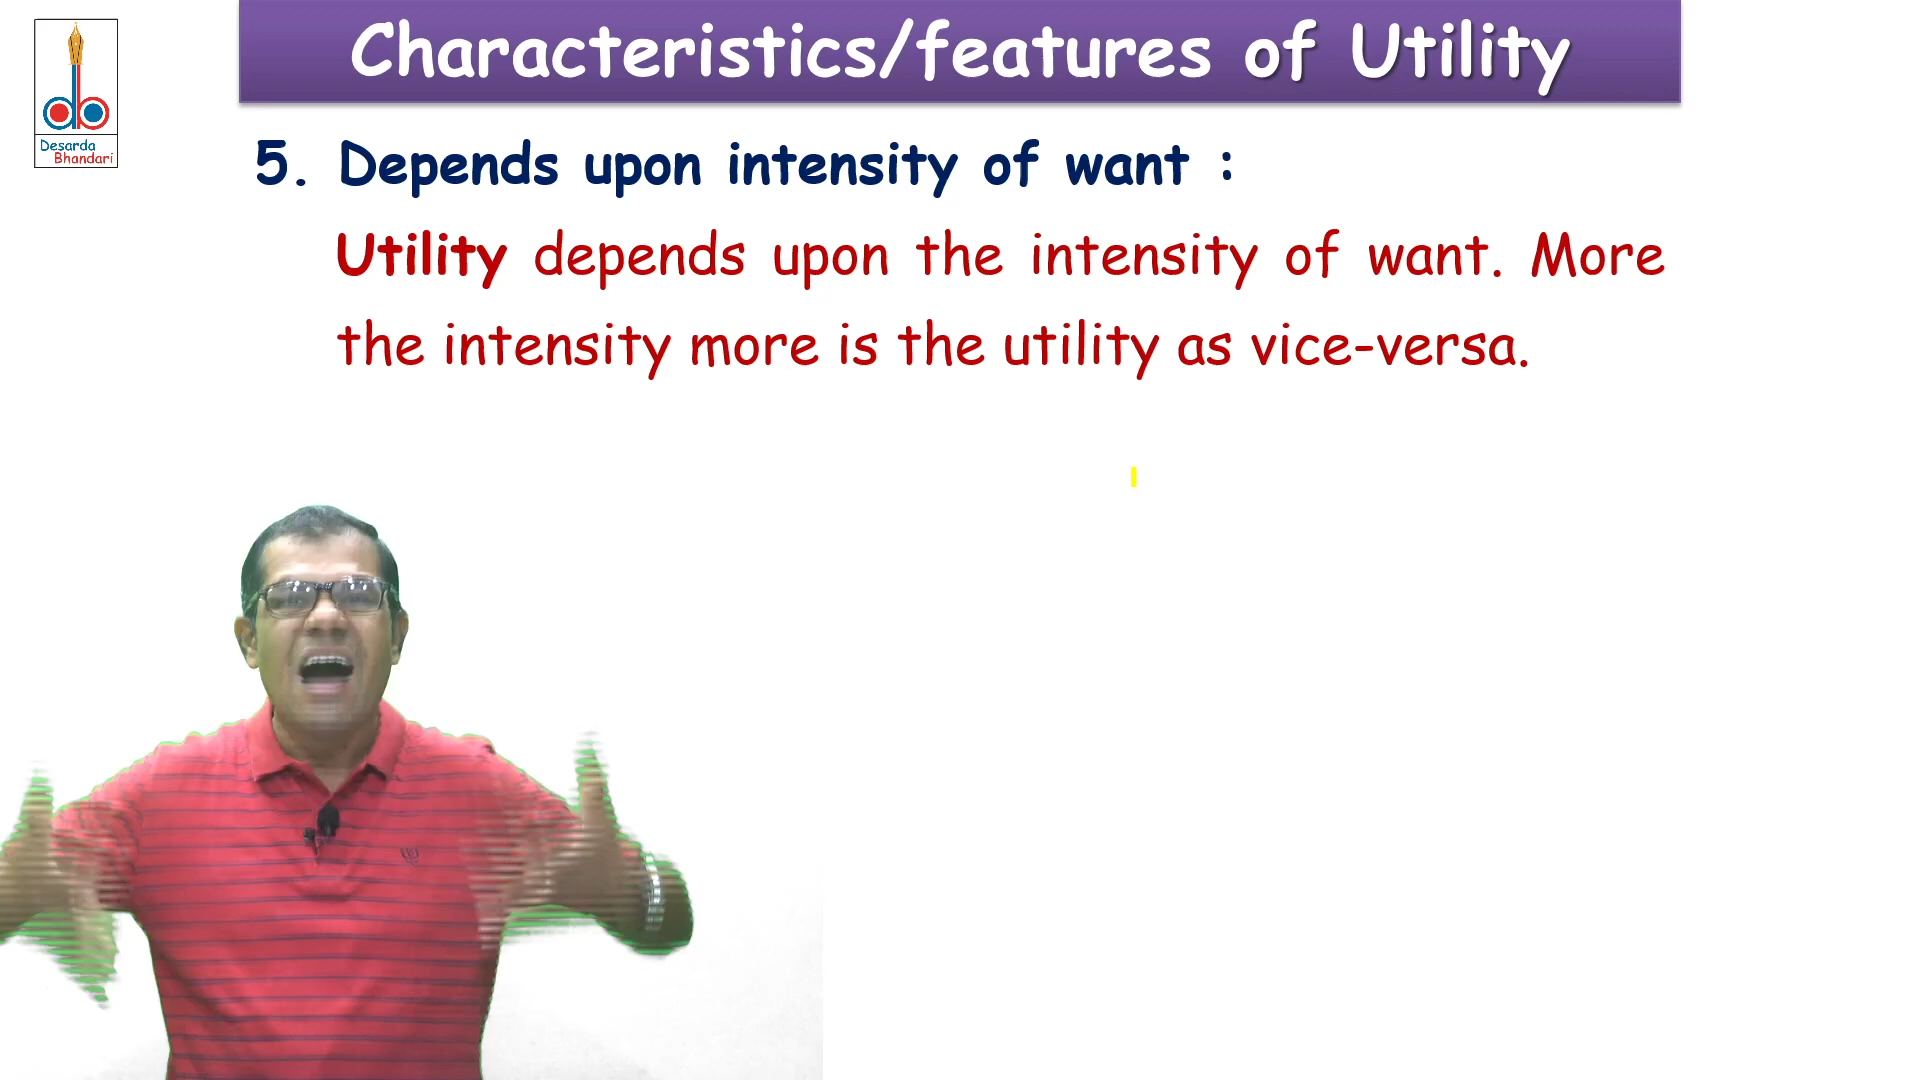 Characteristics/features of Utility
Desarda
Bhandari
5. Depends upon intensity of want :
Utility depends upon the intensity of want. More
the intensity more is the utility as vice-versa.